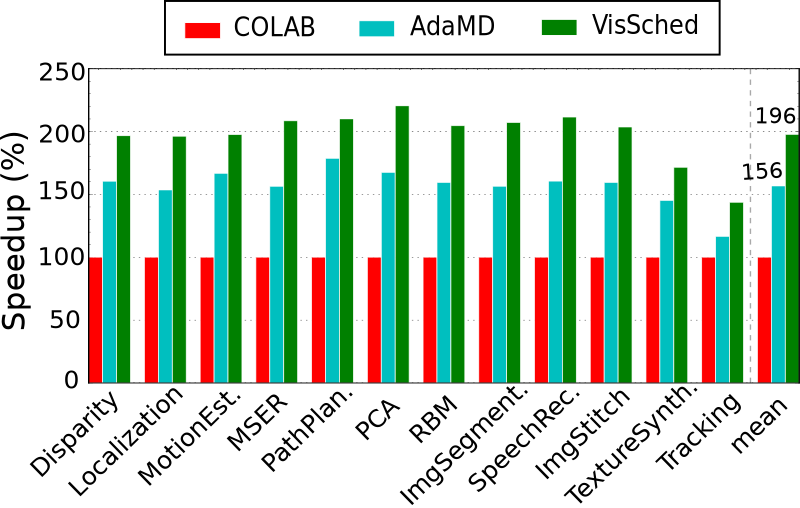 COLAB AdaMD VisSched
Speedup (%)
250
200
150
100
50
0
196
156
Disparity
Localization
MotionEst.
MSER
PathPlan.
PCA
RBM
ImgSegment.
SpeechRec.
ImgStitch
TextureSynth.
Tracking
mean